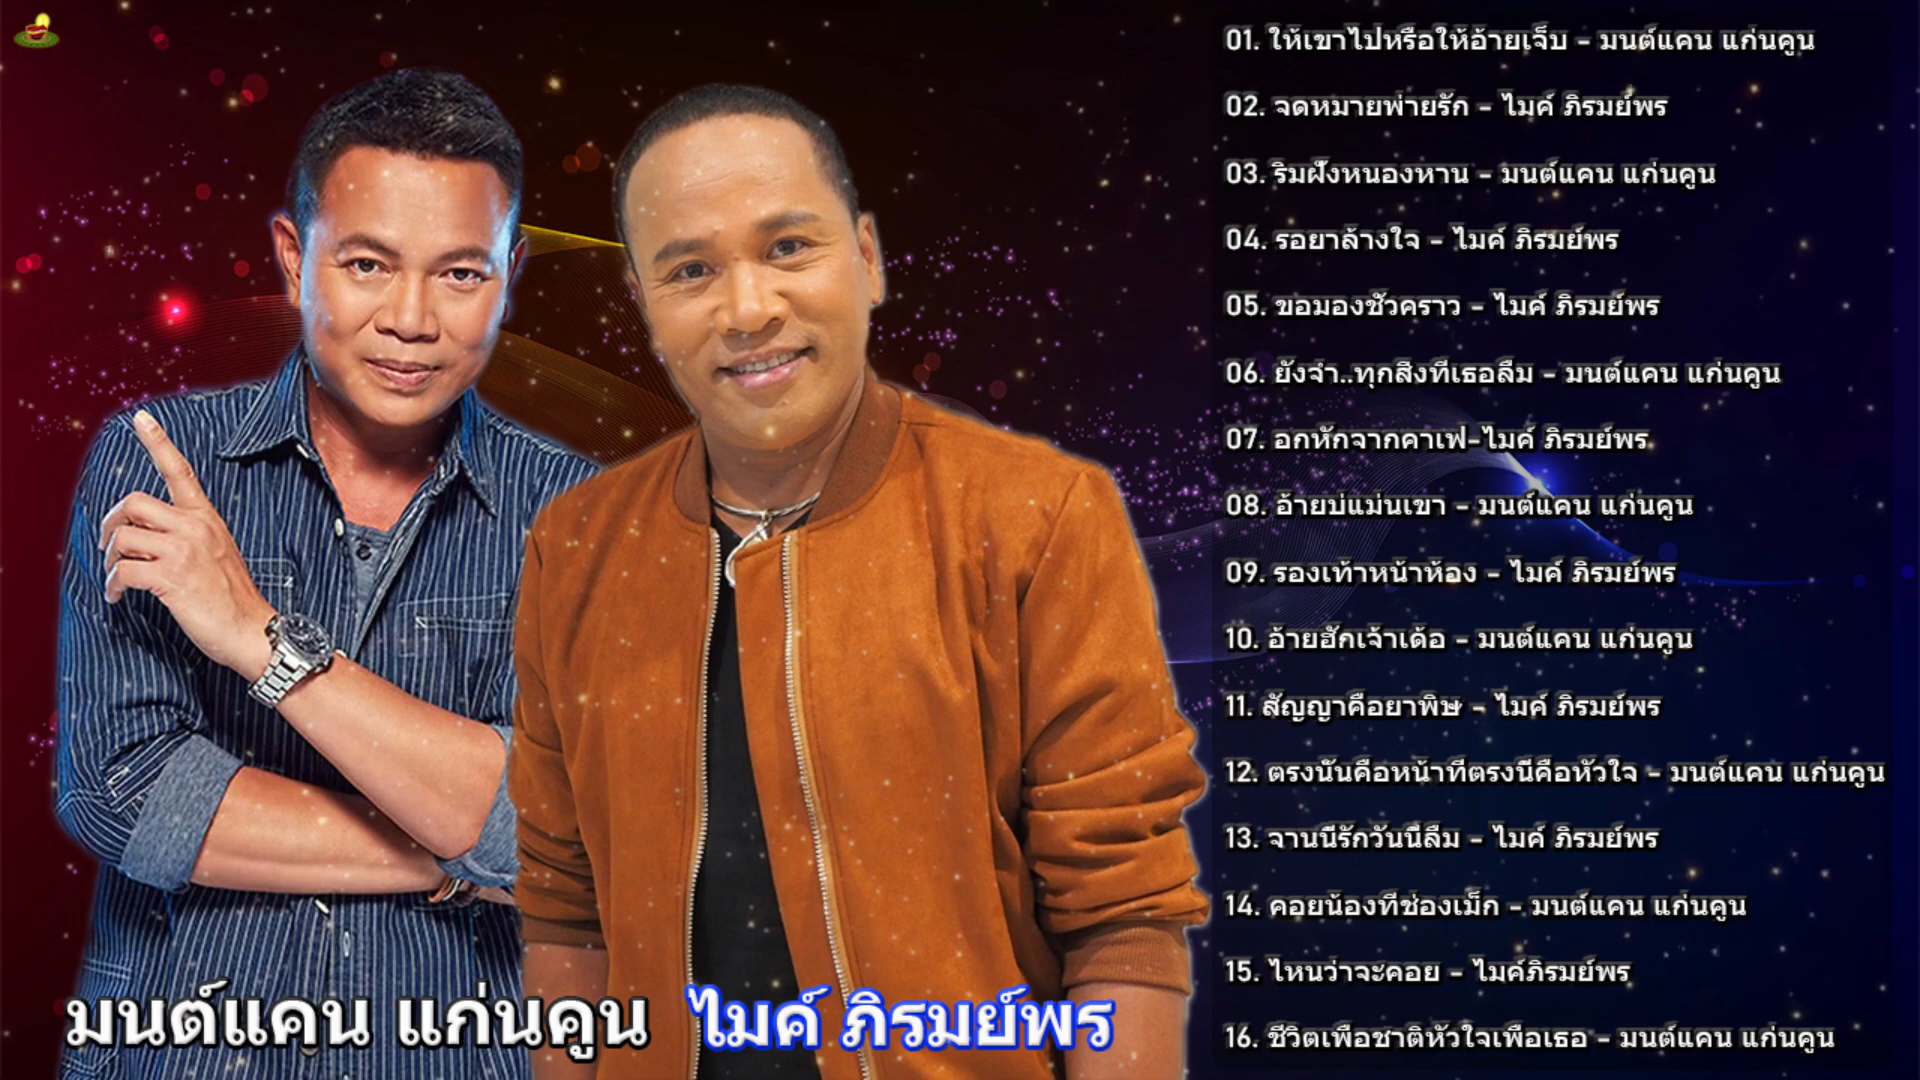 01. ให้เขาไปหรือให้อ้ายเจ็บ - มนต์แคน แก่นคูน
02. จดหมายพ่ายรัก - ไมค์ ภิรมย์พร
03. ริมฝั่งหนองหาน - มนต์แคน แก่นคูน
04. รอยาล้างใจ - ไมค์ ภิรมย์พร
05. ขอมองชั่วคราว - ไมค์ ภิรมย์พร
06. ยังจำ..ทุกสิ่งที่เธอลืม - มนต์แคน แก่นคูน
07. อกหักจากคาเฟ่-ไมค์ ภิรมย์พร
08. อ้ายบ่แม่นเขา - มนต์แคน แก่นคูน
09. รองเท้าหน้าห้อง - ไมค์ ภิรมย์พร
10. อ้ายฮักเจ้าเด้อ - มนต์แคน แก่นคูน
11. สัญญาคือยาพิษ - ไมค์ ภิรมย์พร
12. ตรงนั้นคือหน้าที่ตรงนี้คือหัวใจ - มนต์แคน แก่นคูน
13. จานนี้รักวันนี้ลืม - ไมค์ ภิรมย์พร
14. คอยน้องที่ช่องเม็ก - มนต์แคน แก่นคูน
15. ไหนว่าจะคอย - ไมค์ภิรมย์พร
16. ชีวิตเพื่อชาติหัวใจเพื่อเธอ - มนต์แคน แก่นคูน
มนต์แคน แก่นคูน ไมค์ ภิรมย์พร